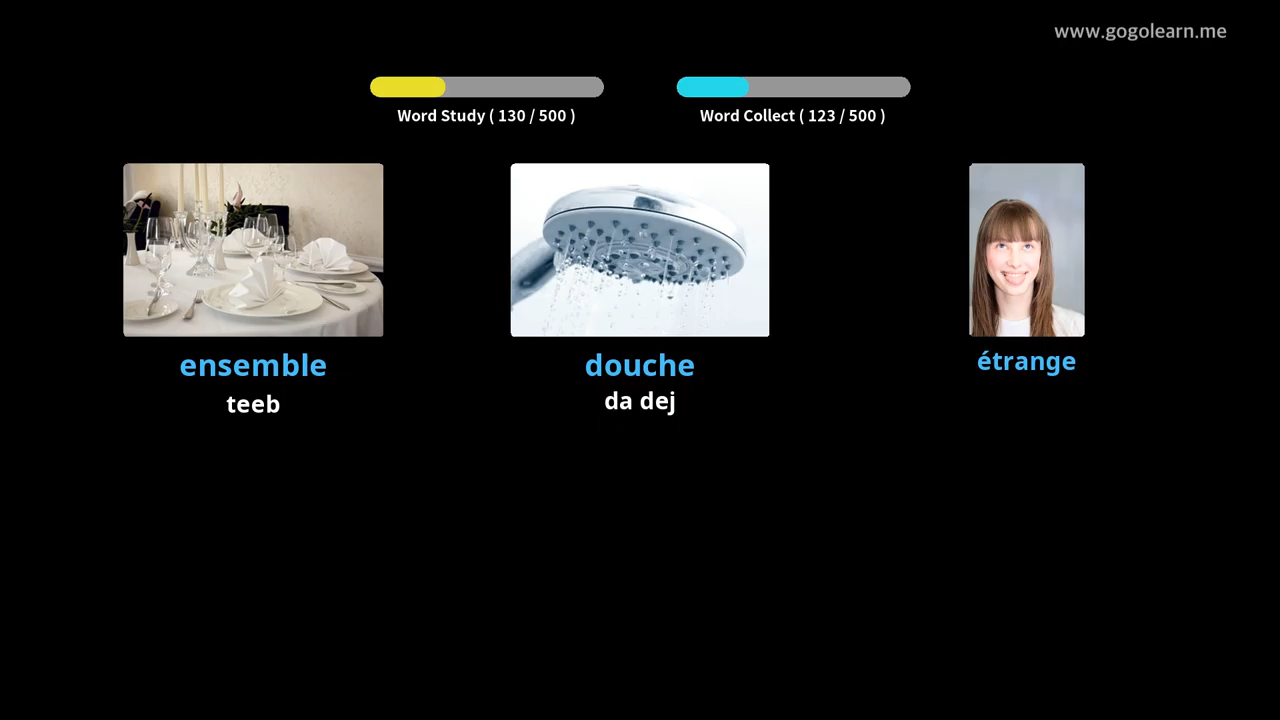 www.gogolearn.me
Word Study ( 130 / 500 )
Word Collect ( 123 / 500 )
ensemble
douche
étrange
teeb
da dej